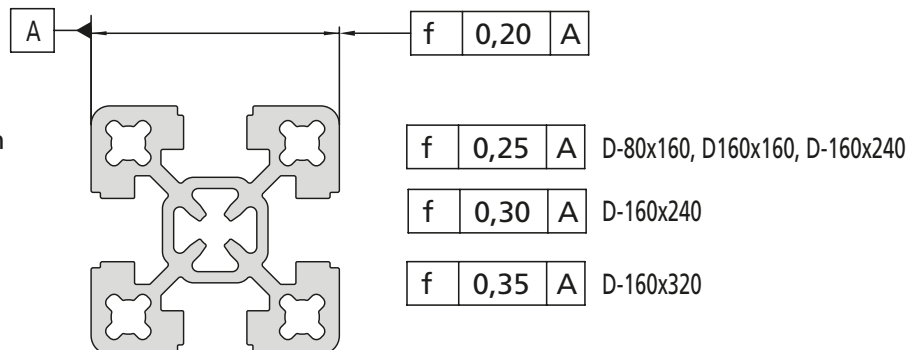 A
f 0,20 A
n
f 0,25 A D-80x160, D160x160, D-160x240
f 0,30 A D-160x240
f 0,35 A D-160x320